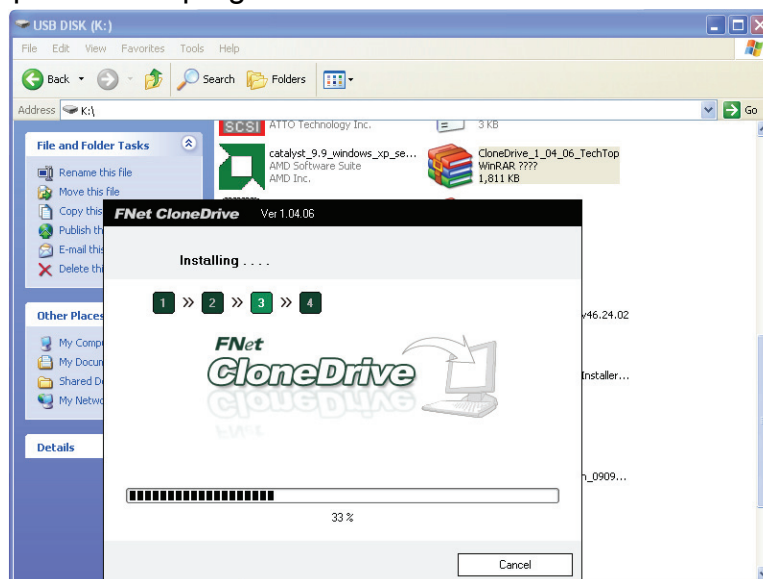 USB DISK (K:)
File Edit View Favorites Tools Help
Back Search Folders
Address K:\ Go
SCSI ATTO Technology Inc. 3 KB
File and Folder Tasks
Rename this file
Move this file
Copy this
Publish th
E-mail this
Delete thi
catalyst_9.9_windows_xp_se...
AMD Software Suite
AMD Inc.
CloneDrive_1_04_06_TechTop
WinRAR ????
1,811 KB
FNet CloneDrive Ver 1.04.06
Installing . . . .
1 » 2 » 3 » 4
FNet
CloneDrive
33 %
Cancel
Other Places
My Compu
My Docum
Shared D
My Netwo
Details
v46.24.02
Installer...
n_0909...